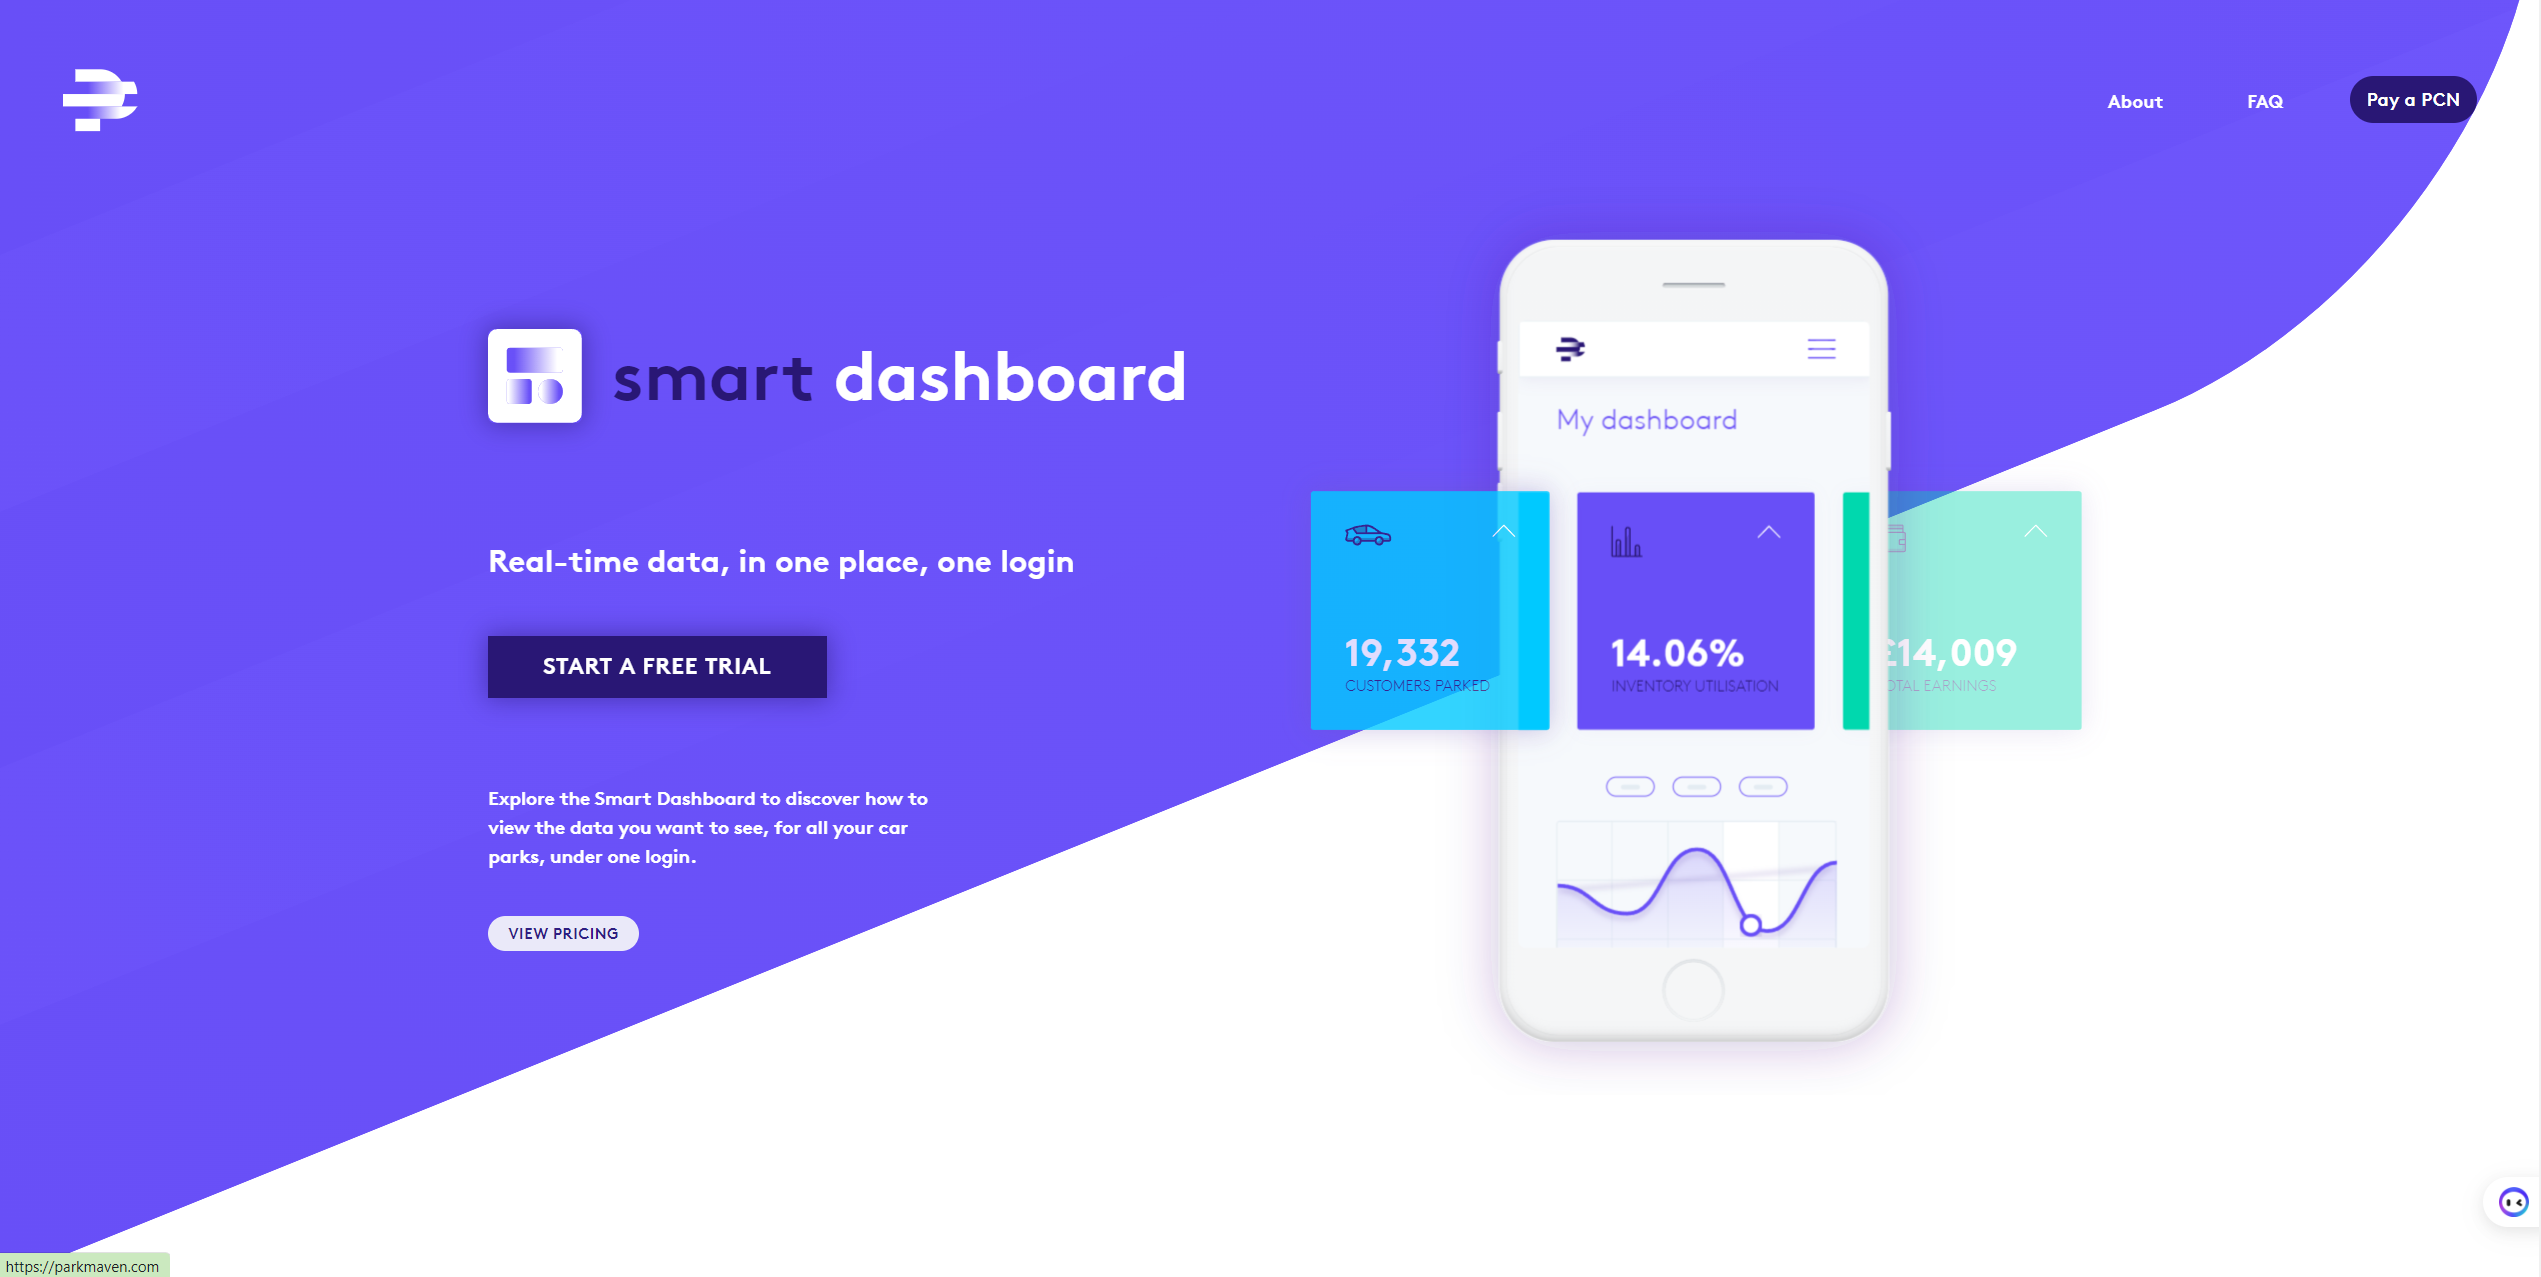 About
FAQ
Pay a PCN
smart dashboard
My dashboard
Real-time data, in one place, one login
START A FREE TRIAL
19,332
CUSTOMERS PARKED
14.06%
INVENTORY UTILISATION
£14,009
OTAL EARNINGS
Explore the Smart Dashboard to discover how to
view the data you want to see, for all your car
parks, under one login.
VIEW PRICING
https://parkmaven.com